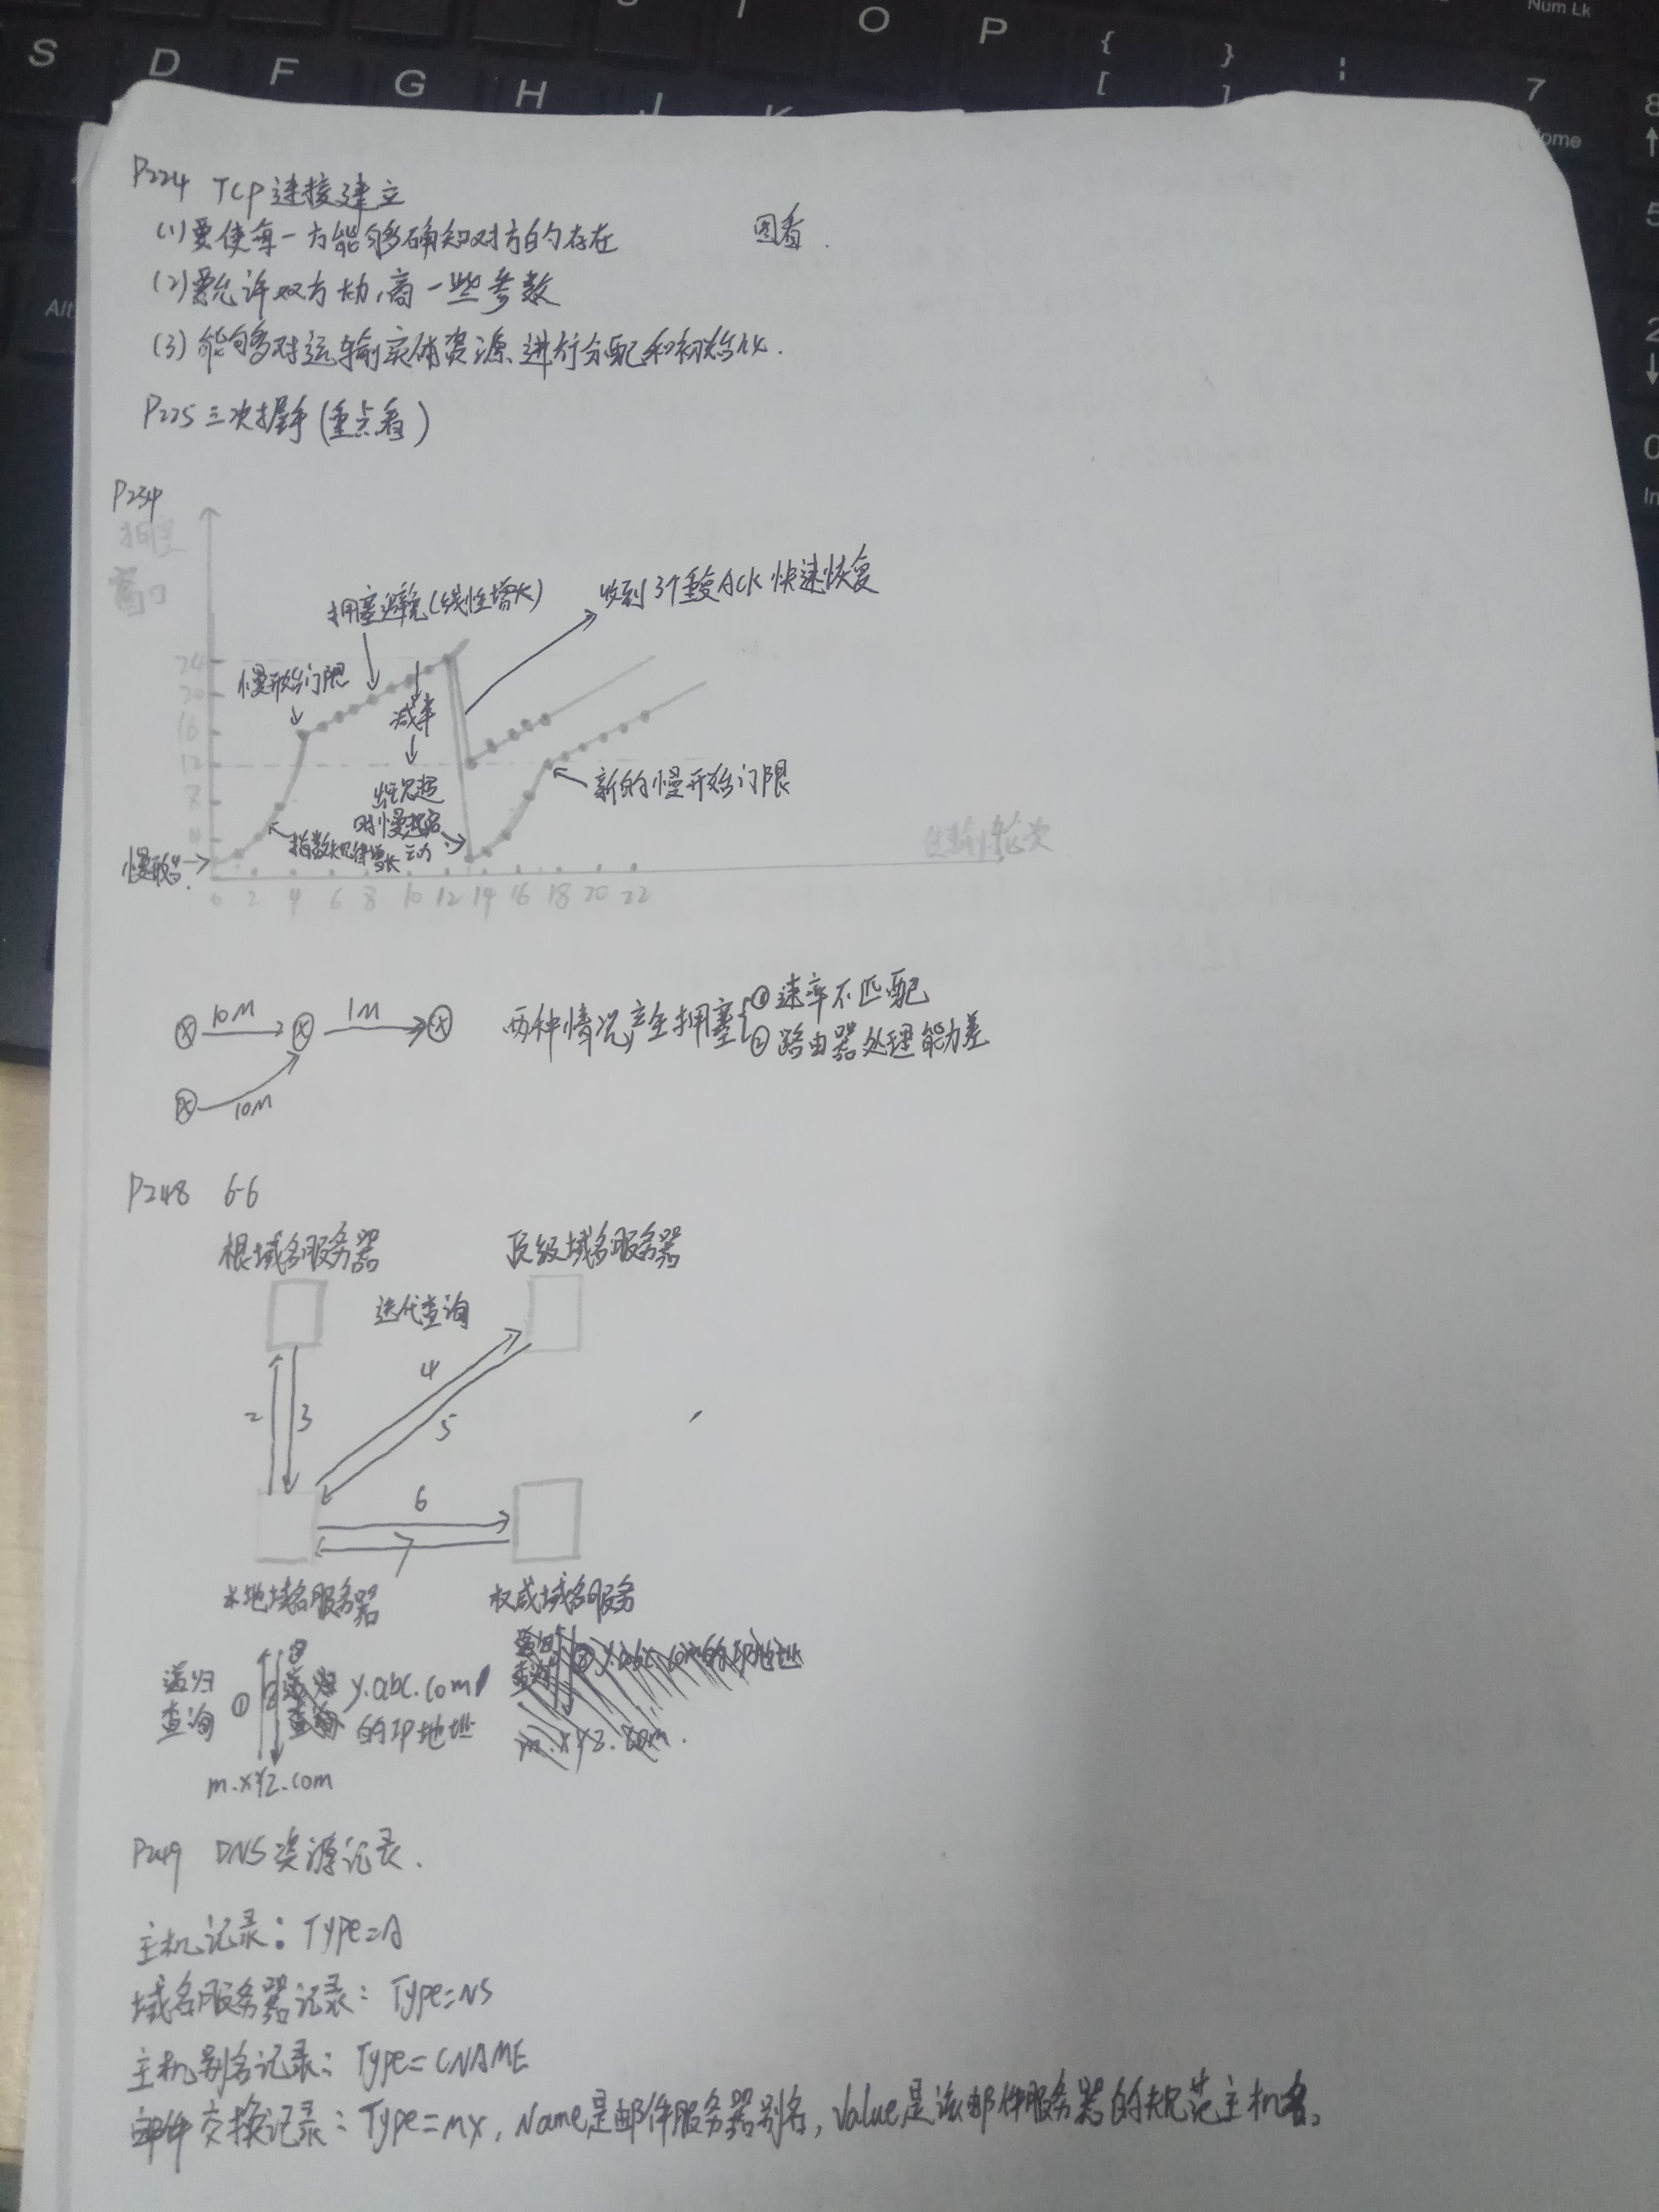 P224 TCP连接建立
(1)要使每一方能够确知对方的存在 图看.
(2)要允许双方协商一些参数
(3)能够对运输实体资源进行分配和初始化.
P225 三次握手(重点看)
P234
拥塞
窗口
收到3个重复ACK 快速恢复
拥塞避免(线性增长)
慢开始门限
24
20
16
12
8
4
减半
新的慢开始门限
出现超
时慢启
动
指数规律增长
慢开始
传输轮次
0 2 4 6 8 10 12 14 16 18 20 22
10M 1M
10M
两种情况产生拥塞
①速率不匹配
②路由器处理能力差
P248 6-6
根域名服务器 顶级域名服务器
迭代查询
4
2 3 5
6
7
本地域名服务器 权威域名服务
递归
查询
① 8
y.abc.com
的IP地址
m.xyz.com
P249 DNS资源记录.
主机记录: Type=A
域名服务器记录: Type=NS
主机别名记录: Type=CNAME
邮件交换记录: Type=MX, Name是邮件服务器别名, Value是该邮件服务器的规范主机名。
S D F G H J K
I O P { [ } ]
Num Lk
7
Home
8
5
2
0
In
Alt